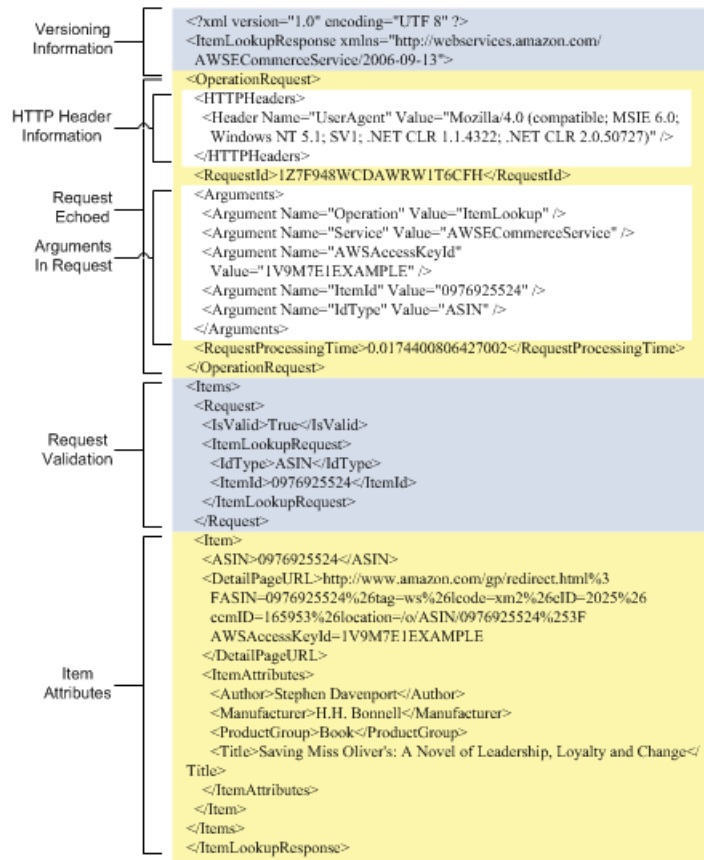 Versioning
Information
<?xml version="1.0" encoding="UTF 8" ?>
<ItemLookupResponse xmlns="http://webservices.amazon.com/
AWSECommerceService/2006-09-13">
<OperationRequest>
HTTP Header
Information
<HTTPHeaders>
<Header Name="UserAgent" Value="Mozilla/4.0 (compatible; MSIE 6.0;
Windows NT 5.1; SV1; .NET CLR 1.1.4322; .NET CLR 2.0.50727)" />
</HTTPHeaders>
<RequestId>1Z7F948WCDAWRW1T6CFH</RequestId>
Request
Echoed
Arguments
In Request
<Arguments>
<Argument Name="Operation" Value="ItemLookup" />
<Argument Name="Service" Value="AWSECommerceService" />
<Argument Name="AWSAccessKeyId"
Value="1V9M7E1EXAMPLE" />
<Argument Name="ItemId" Value="0976925524" />
<Argument Name="IdType" Value="ASIN" />
</Arguments>
<RequestProcessingTime>0.0174400806427002</RequestProcessingTime>
</OperationRequest>
Request
Validation
<Items>
<Request>
<IsValid>True</IsValid>
<ItemLookupRequest>
<IdType>ASIN</IdType>
<ItemId>0976925524</ItemId>
</ItemLookupRequest>
</Request>
Item
Attributes
<Item>
<ASIN>0976925524</ASIN>
<DetailPageURL>http://www.amazon.com/gp/redirect.html%3
FASIN=0976925524%26tag=ws%26lcode=xm2%26cID=2025%26
ccmID=165953%26location=/o/ASIN/0976925524%253F
AWSAccessKeyId=1V9M7E1EXAMPLE
</DetailPageURL>
<ItemAttributes>
<Author>Stephen Davenport</Author>
<Manufacturer>H.H. Bonnell</Manufacturer>
<ProductGroup>Book</ProductGroup>
<Title>Saving Miss Oliver's: A Novel of Leadership, Loyalty and Change</
Title>
</ItemAttributes>
</Item>
</Items>
</ItemLookupResponse>